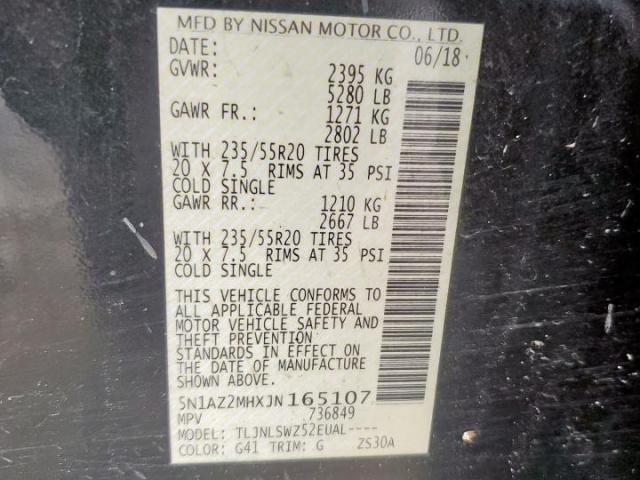 MFD BY NISSAN MOTOR CO., LTD.
DATE: 06/18
GVWR: 2395 KG
5280 LB
GAWR FR.: 1271 KG
2802 LB
WITH 235/55R20 TIRES
20 X 7.5 RIMS AT 35 PSI
COLD SINGLE
GAWR RR.: 1210 KG
2667 LB
WITH 235/55R20 TIRES
20 X 7.5 RIMS AT 35 PSI
COLD SINGLE
THIS VEHICLE CONFORMS TO
ALL APPLICABLE FEDERAL
MOTOR VEHICLE SAFETY AND
THEFT PREVENTION
STANDARDS IN EFFECT ON
THE DATE OF MANUFACTURE
SHOWN ABOVE.
5N1AZ2MHXJN165107
MPV 736849
MODEL: TLJNLSWZ52EUAL----
COLOR: G41 TRIM: G ZS30A